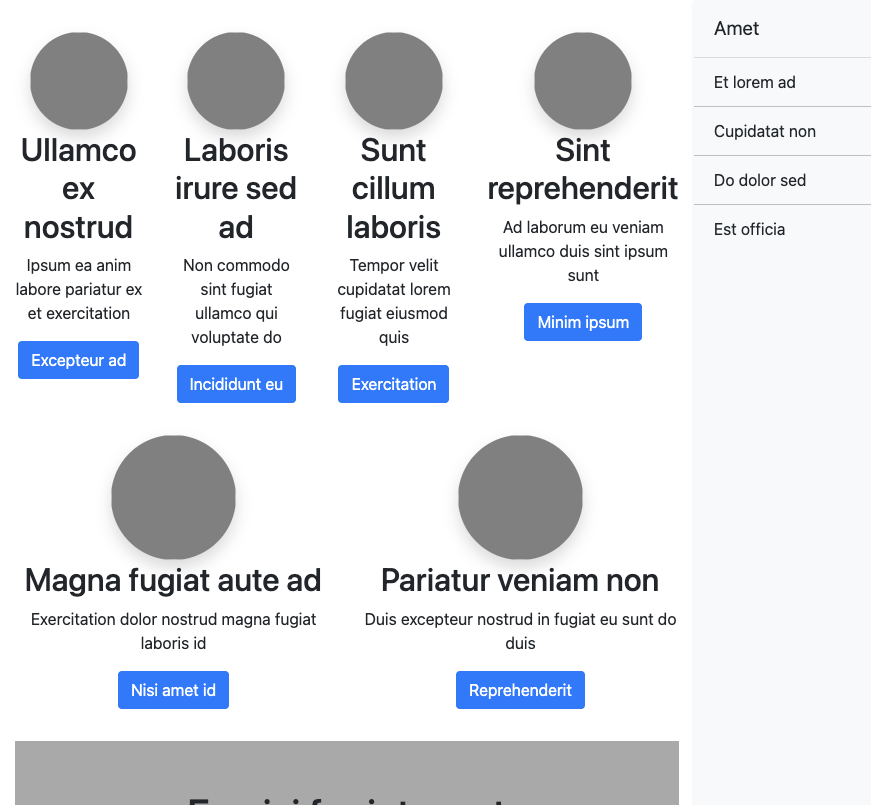 Ullamco
ex
nostrud
Ipsum ea anim
labore pariatur ex
et exercitation
Excepteur ad
Laboris
irure sed
ad
Non commodo
sint fugiat
ullamco qui
voluptate do
Incididunt eu
Sunt
cillum
laboris
Tempor velit
cupidatat lorem
fugiat eiusmod
quis
Exercitation
Sint
reprehenderit
Ad laborum eu veniam
ullamco duis sint ipsum
sunt
Minim ipsum
Magna fugiat aute ad
Exercitation dolor nostrud magna fugiat
laboris id
Nisi amet id
Pariatur veniam non
Duis excepteur nostrud in fugiat eu sunt do
duis
Reprehenderit
Amet
Et lorem ad
Cupidatat non
Do dolor sed
Est officia